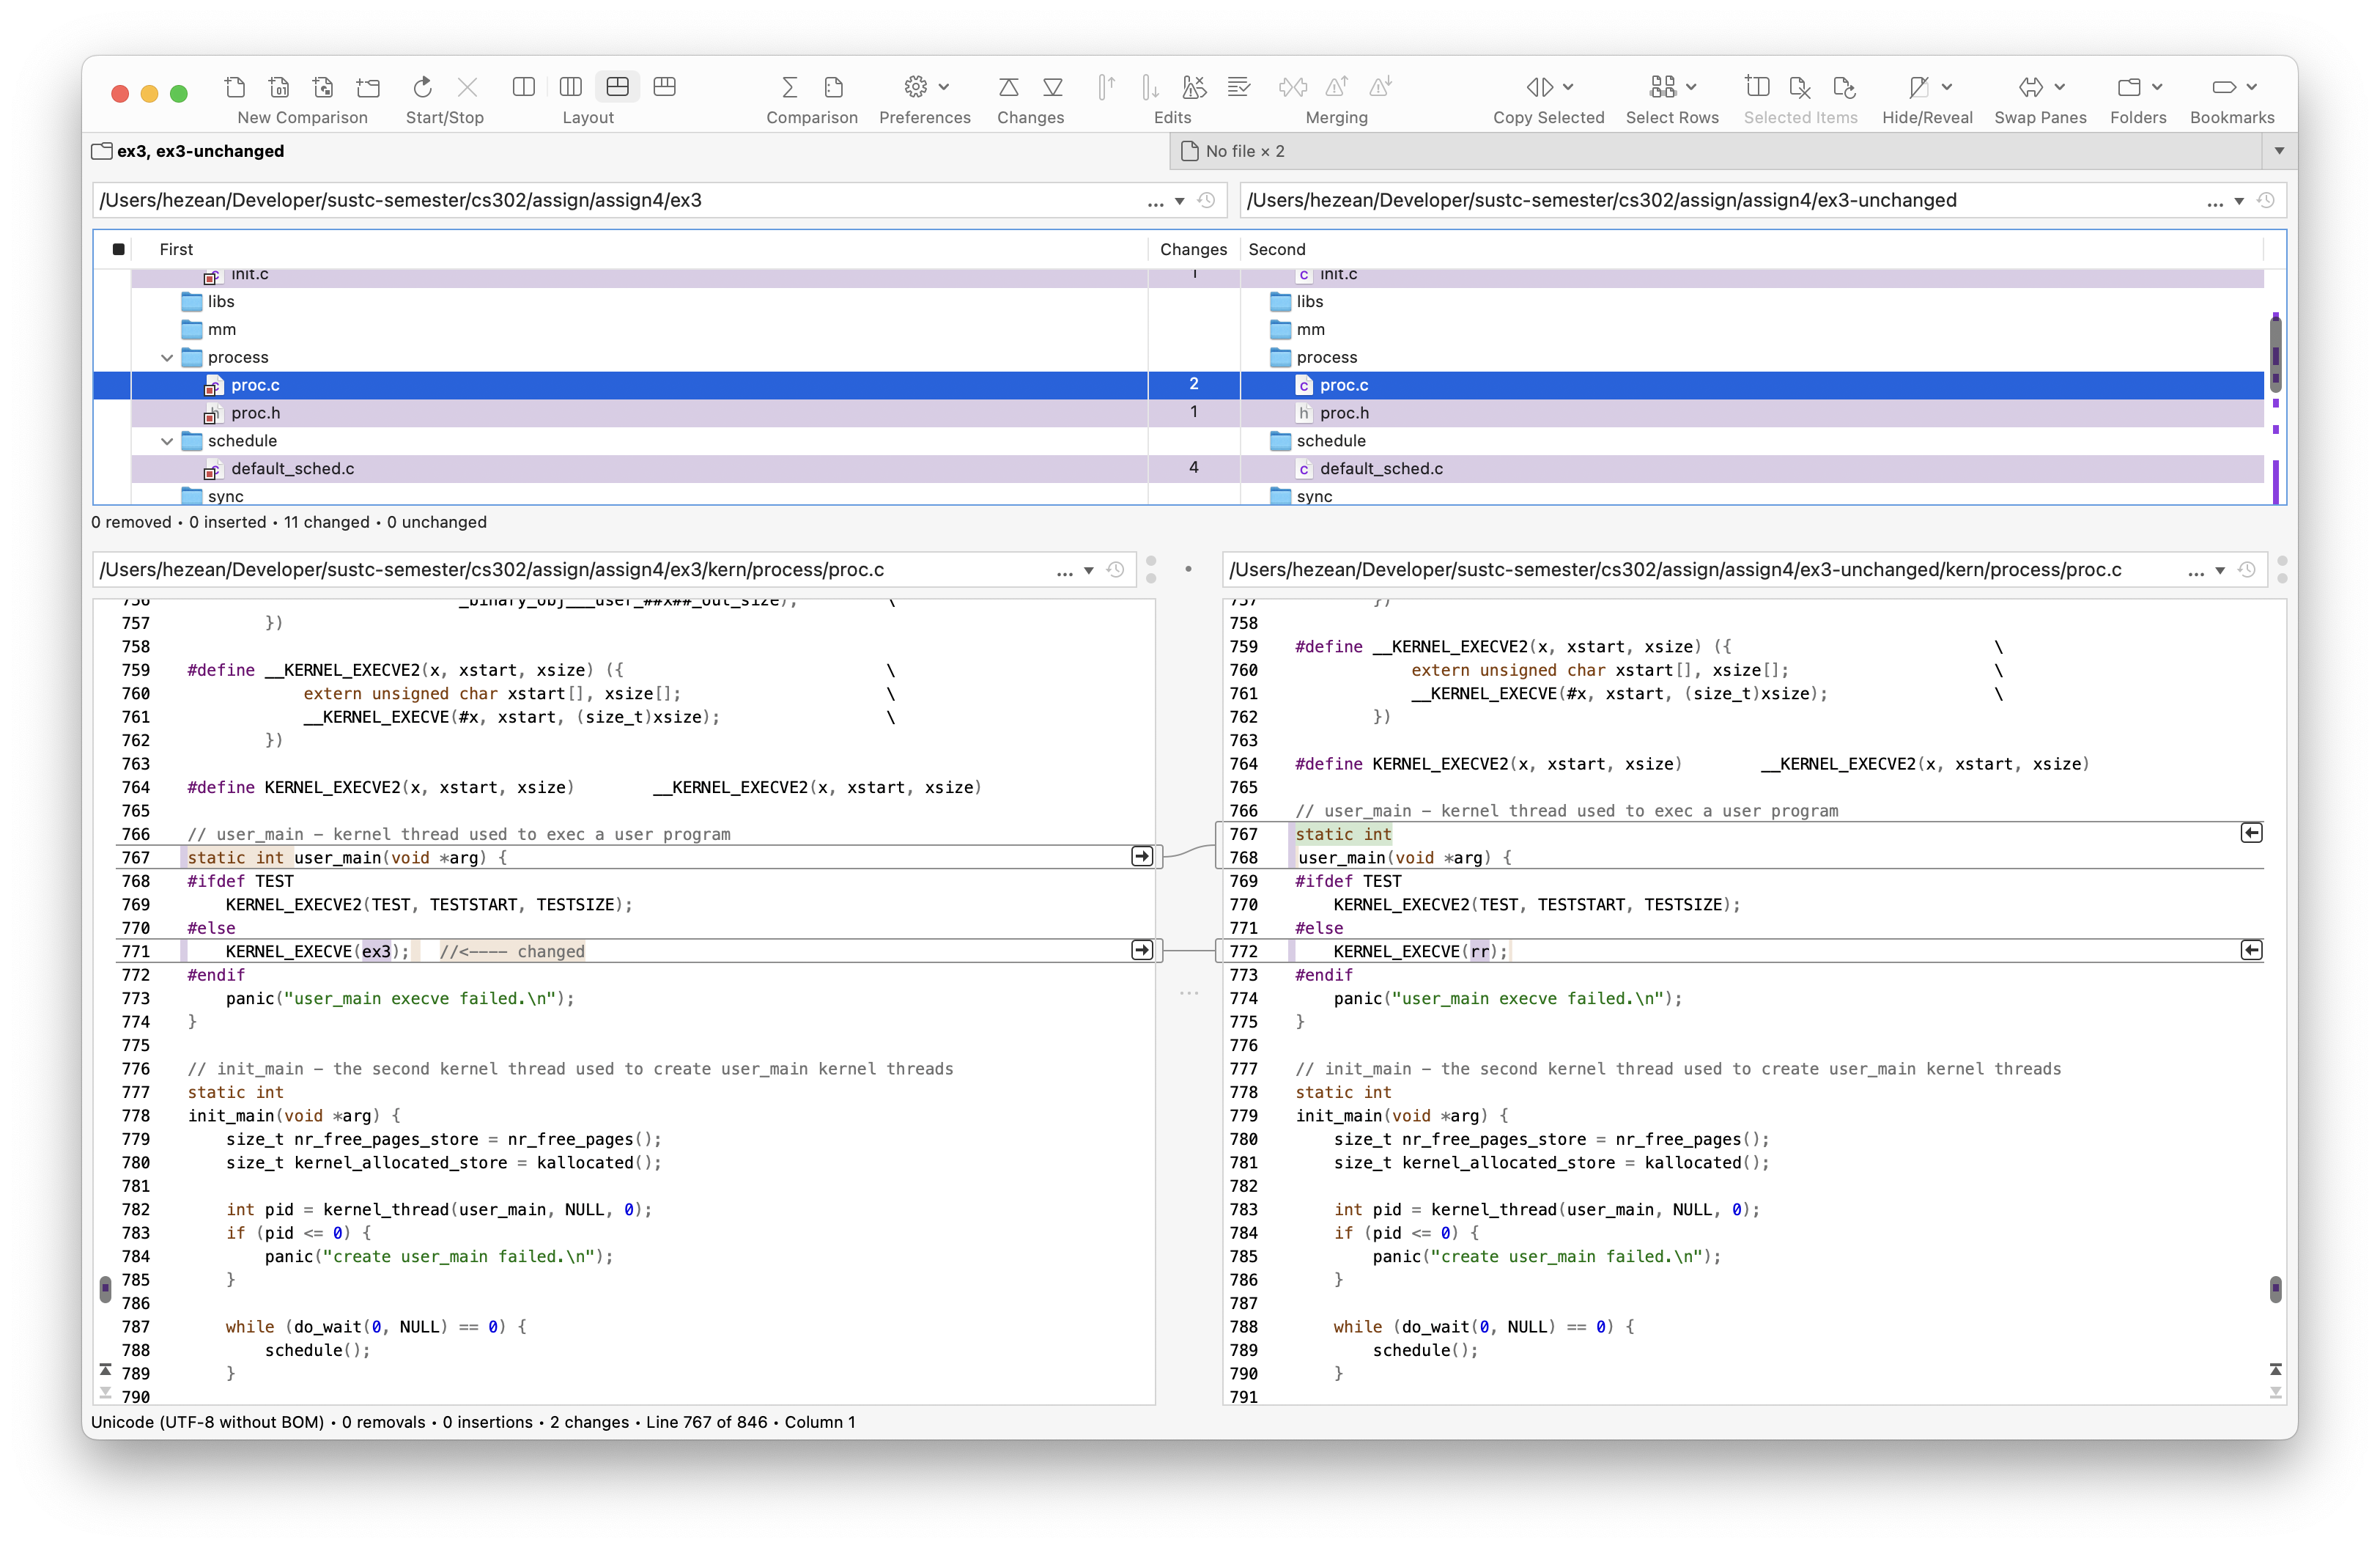 New Comparison Start/Stop Layout Comparison Preferences Changes Edits Merging Copy Selected Select Rows Selected Items Hide/Reveal Swap Panes Folders Bookmarks
ex3, ex3-unchanged No file × 2
/Users/hezean/Developer/sustc-semester/cs302/assign/assign4/ex3 ... /Users/hezean/Developer/sustc-semester/cs302/assign/assign4/ex3-unchanged ...
First Changes Second
init.c 1 init.c
libs libs
mm mm
process process
proc.c 2 proc.c
proc.h 1 proc.h
schedule schedule
default_sched.c 4 default_sched.c
sync sync
0 removed • 0 inserted • 11 changed • 0 unchanged
/Users/hezean/Developer/sustc-semester/cs302/assign/assign4/ex3/kern/process/proc.c ...
756 _binary_obj___user_##x##_out_size); \
757 })
758
759 #define __KERNEL_EXECVE2(x, xstart, xsize) ({ \
760 extern unsigned char xstart[], xsize[]; \
761 __KERNEL_EXECVE(#x, xstart, (size_t)xsize); \
762 })
763
764 #define KERNEL_EXECVE2(x, xstart, xsize) __KERNEL_EXECVE2(x, xstart, xsize)
765
766 // user_main - kernel thread used to exec a user program
767 static int user_main(void *arg) {
768 #ifdef TEST
769 KERNEL_EXECVE2(TEST, TESTSTART, TESTSIZE);
770 #else
771 KERNEL_EXECVE(ex3); //<---- changed
772 #endif
773 panic("user_main execve failed.\n");
774 }
775
776 // init_main - the second kernel thread used to create user_main kernel threads
777 static int
778 init_main(void *arg) {
779 size_t nr_free_pages_store = nr_free_pages();
780 size_t kernel_allocated_store = kallocated();
781
782 int pid = kernel_thread(user_main, NULL, 0);
783 if (pid <= 0) {
784 panic("create user_main failed.\n");
785 }
786
787 while (do_wait(0, NULL) == 0) {
788 schedule();
789 }
790
/Users/hezean/Developer/sustc-semester/cs302/assign/assign4/ex3-unchanged/kern/process/proc.c ...
757 })
758
759 #define __KERNEL_EXECVE2(x, xstart, xsize) ({ \
760 extern unsigned char xstart[], xsize[]; \
761 __KERNEL_EXECVE(#x, xstart, (size_t)xsize); \
762 })
763
764 #define KERNEL_EXECVE2(x, xstart, xsize) __KERNEL_EXECVE2(x, xstart, xsize)
765
766 // user_main - kernel thread used to exec a user program
767 static int
768 user_main(void *arg) {
769 #ifdef TEST
770 KERNEL_EXECVE2(TEST, TESTSTART, TESTSIZE);
771 #else
772 KERNEL_EXECVE(rr);
773 #endif
774 panic("user_main execve failed.\n");
775 }
776
777 // init_main - the second kernel thread used to create user_main kernel threads
778 static int
779 init_main(void *arg) {
780 size_t nr_free_pages_store = nr_free_pages();
781 size_t kernel_allocated_store = kallocated();
782
783 int pid = kernel_thread(user_main, NULL, 0);
784 if (pid <= 0) {
785 panic("create user_main failed.\n");
786 }
787
788 while (do_wait(0, NULL) == 0) {
789 schedule();
790 }
791
Unicode (UTF-8 without BOM) • 0 removals • 0 insertions • 2 changes • Line 767 of 846 • Column 1